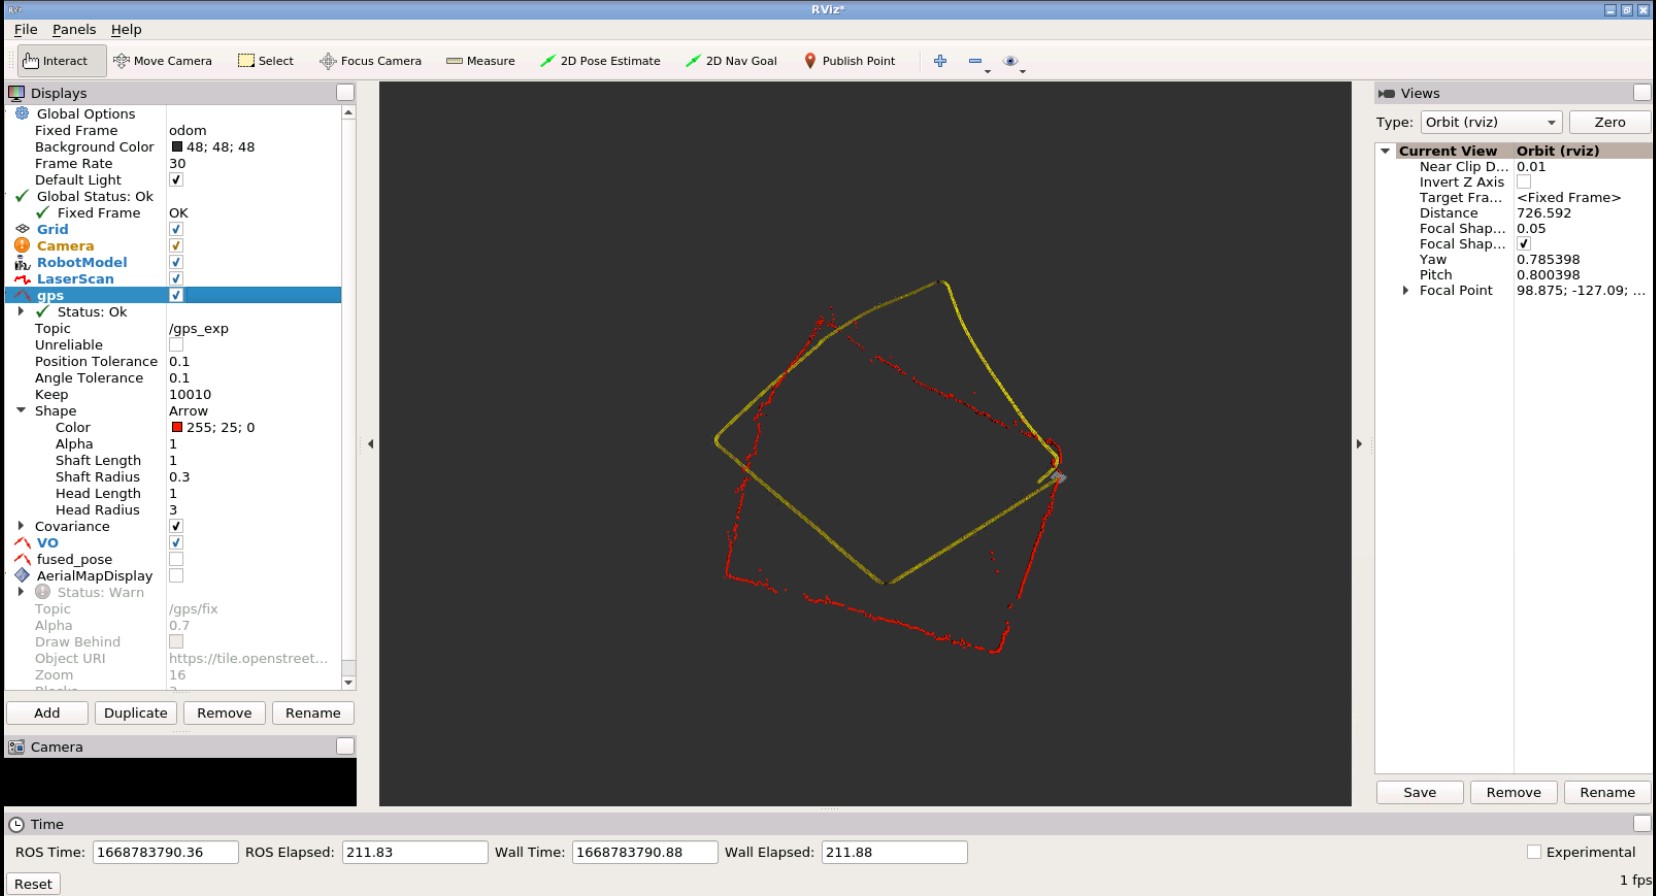 RViz*
File Panels Help
Interact Move Camera Select Focus Camera Measure 2D Pose Estimate 2D Nav Goal Publish Point
Displays
Global Options
Fixed Frame odom
Background Color 48; 48; 48
Frame Rate 30
Default Light
Global Status: Ok
Fixed Frame OK
Grid
Camera
RobotModel
LaserScan
gps
Status: Ok
Topic /gps_exp
Unreliable
Position Tolerance 0.1
Angle Tolerance 0.1
Keep 10010
Shape Arrow
Color 255; 25; 0
Alpha 1
Shaft Length 1
Shaft Radius 0.3
Head Length 1
Head Radius 3
Covariance
VO
fused_pose
AerialMapDisplay
Status: Warn
Topic /gps/fix
Alpha 0.7
Draw Behind
Object URI https://tile.openstreet...
Zoom 16
Add Duplicate Remove Rename
Camera
Views
Type: Orbit (rviz) Zero
Current View Orbit (rviz)
Near Clip D... 0.01
Invert Z Axis
Target Fra... <Fixed Frame>
Distance 726.592
Focal Shap... 0.05
Focal Shap...
Yaw 0.785398
Pitch 0.800398
Focal Point 98.875; -127.09; ...
Save Remove Rename
Time
ROS Time: 1668783790.36 ROS Elapsed: 211.83 Wall Time: 1668783790.88 Wall Elapsed: 211.88 Experimental
Reset 1 fps